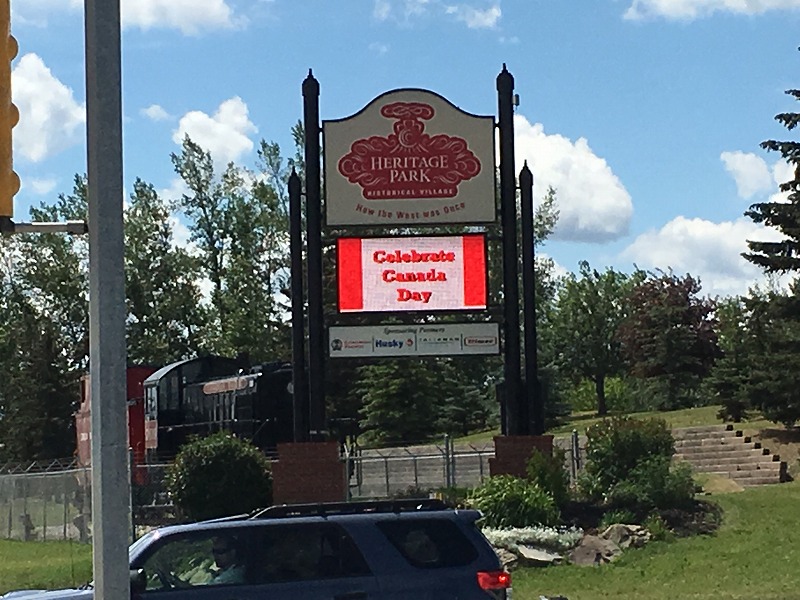 HERITAGE
PARK
HISTORICAL VILLAGE
How the West was Once
Celebrate
Canada
Day
Sponsoring Partners
Husky